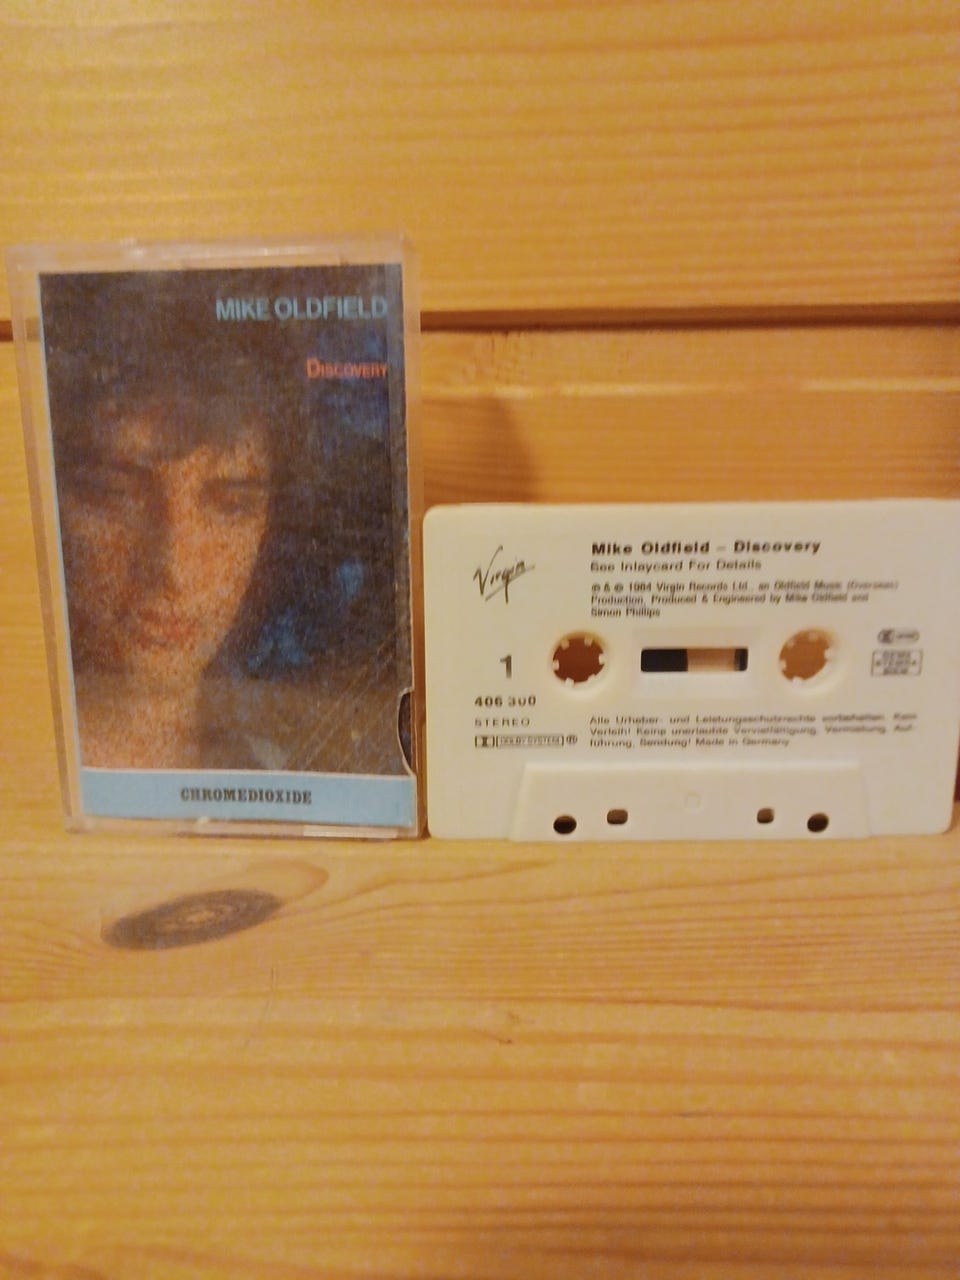 MIKE OLDFIELD
DISCOVERY
CHROMEDIOXIDE
Virgin
Mike Oldfield – Discovery
See Inlaycard For Details
℗ & © 1984 Virgin Records Ltd., an Oldfield Music (Overseas)
Production, Produced & Engineered by Mike Oldfield and
Simon Phillips
1
406 300
STEREO
DOLBY SYSTEM ®
Alle Urheber- und Leistungsschutzrechte vorbehalten. Kein
Verleih! Keine unerlaubte Vervielfältigung, Vermietung, Auf-
führung, Sendung! Made in Germany